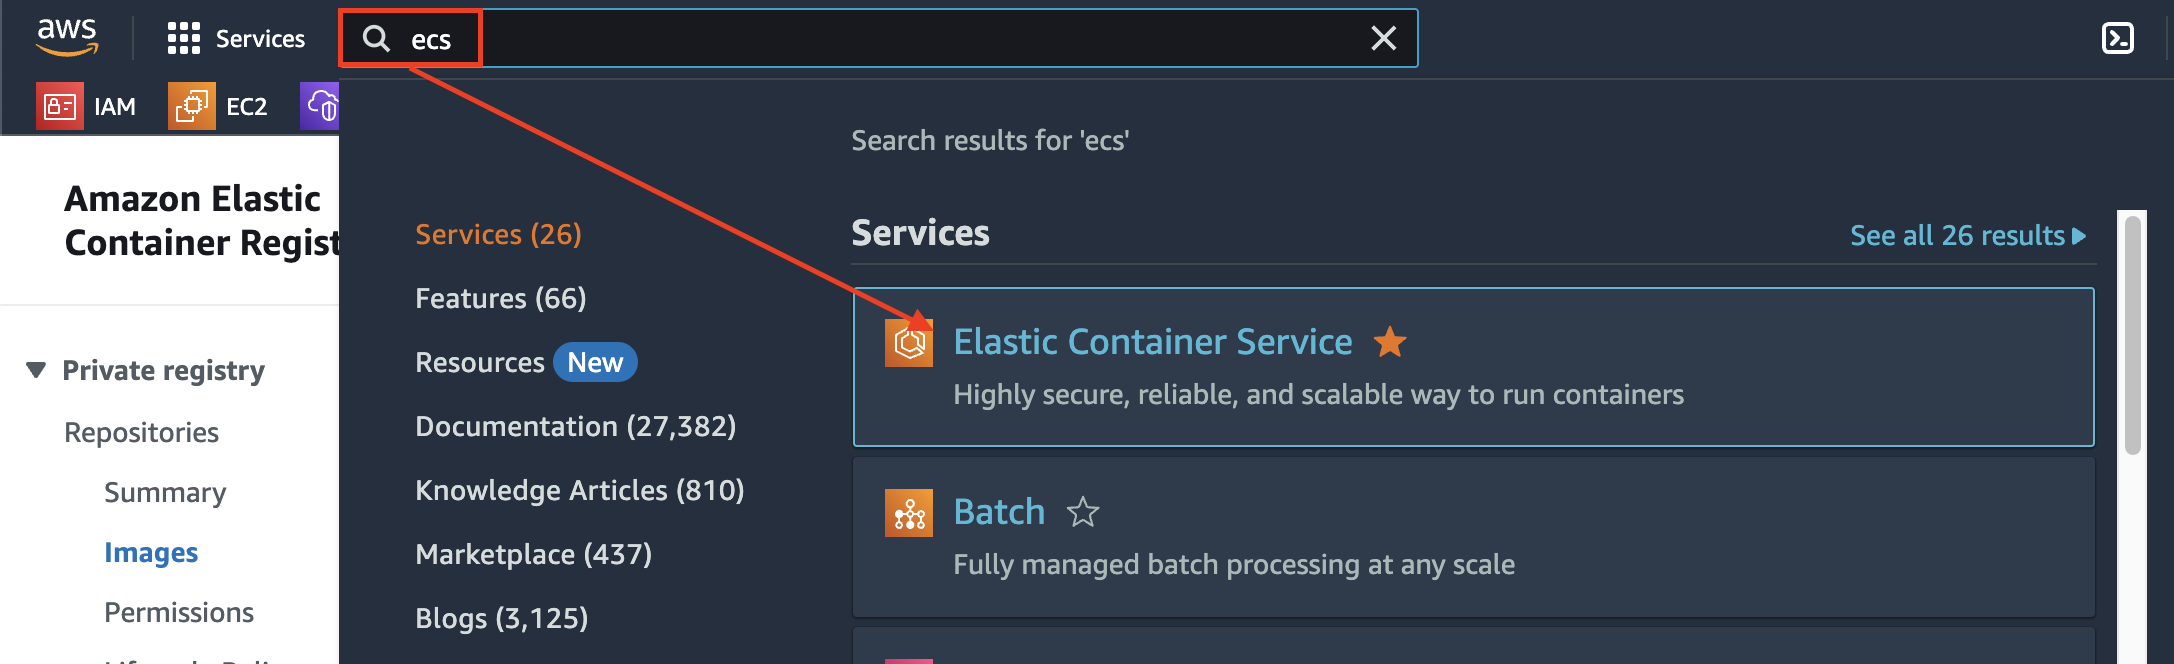 aws
Services
ecs
IAM
EC2
Search results for 'ecs'
Amazon Elastic
Container Regist
Private registry
Repositories
Summary
Images
Permissions
Services (26)
Features (66)
Resources New
Documentation (27,382)
Knowledge Articles (810)
Marketplace (437)
Blogs (3,125)
Services
See all 26 results
Elastic Container Service
Highly secure, reliable, and scalable way to run containers
Batch
Fully managed batch processing at any scale